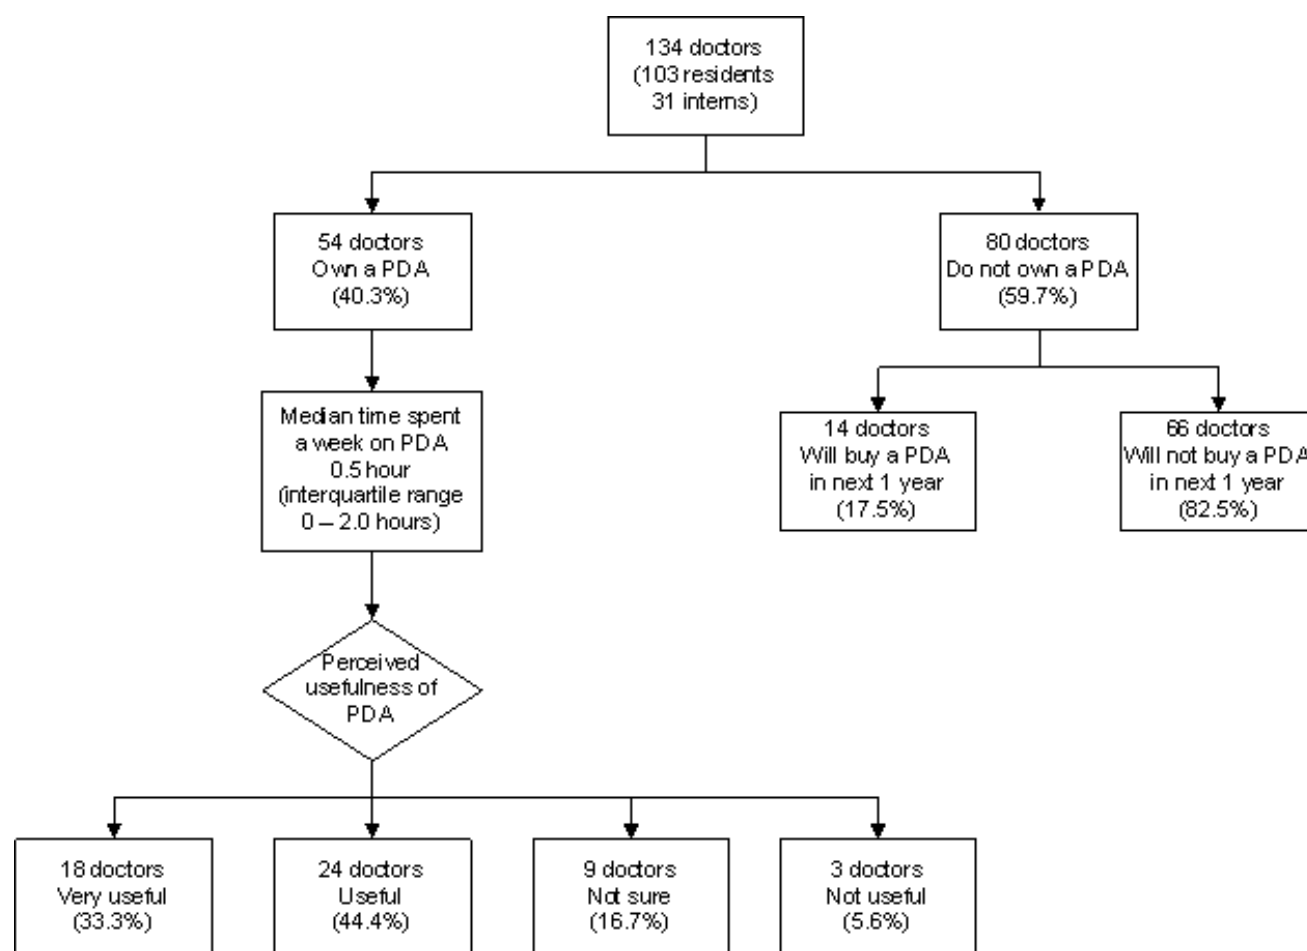 134 doctors
(103 residents
31 interns)
54 doctors
Own a PDA
(40.3%)
80 doctors
Do not own a PDA
(59.7%)
Median time spent
a week on PDA
0.5 hour
(interquartile range
0 – 2.0 hours)
14 doctors
Will buy a PDA
in next 1 year
(17.5%)
66 doctors
Will not buy a PDA
in next 1 year
(82.5%)
Perceived
usefulness of
PDA
18 doctors
Very useful
(33.3%)
24 doctors
Useful
(44.4%)
9 doctors
Not sure
(16.7%)
3 doctors
Not useful
(5.6%)